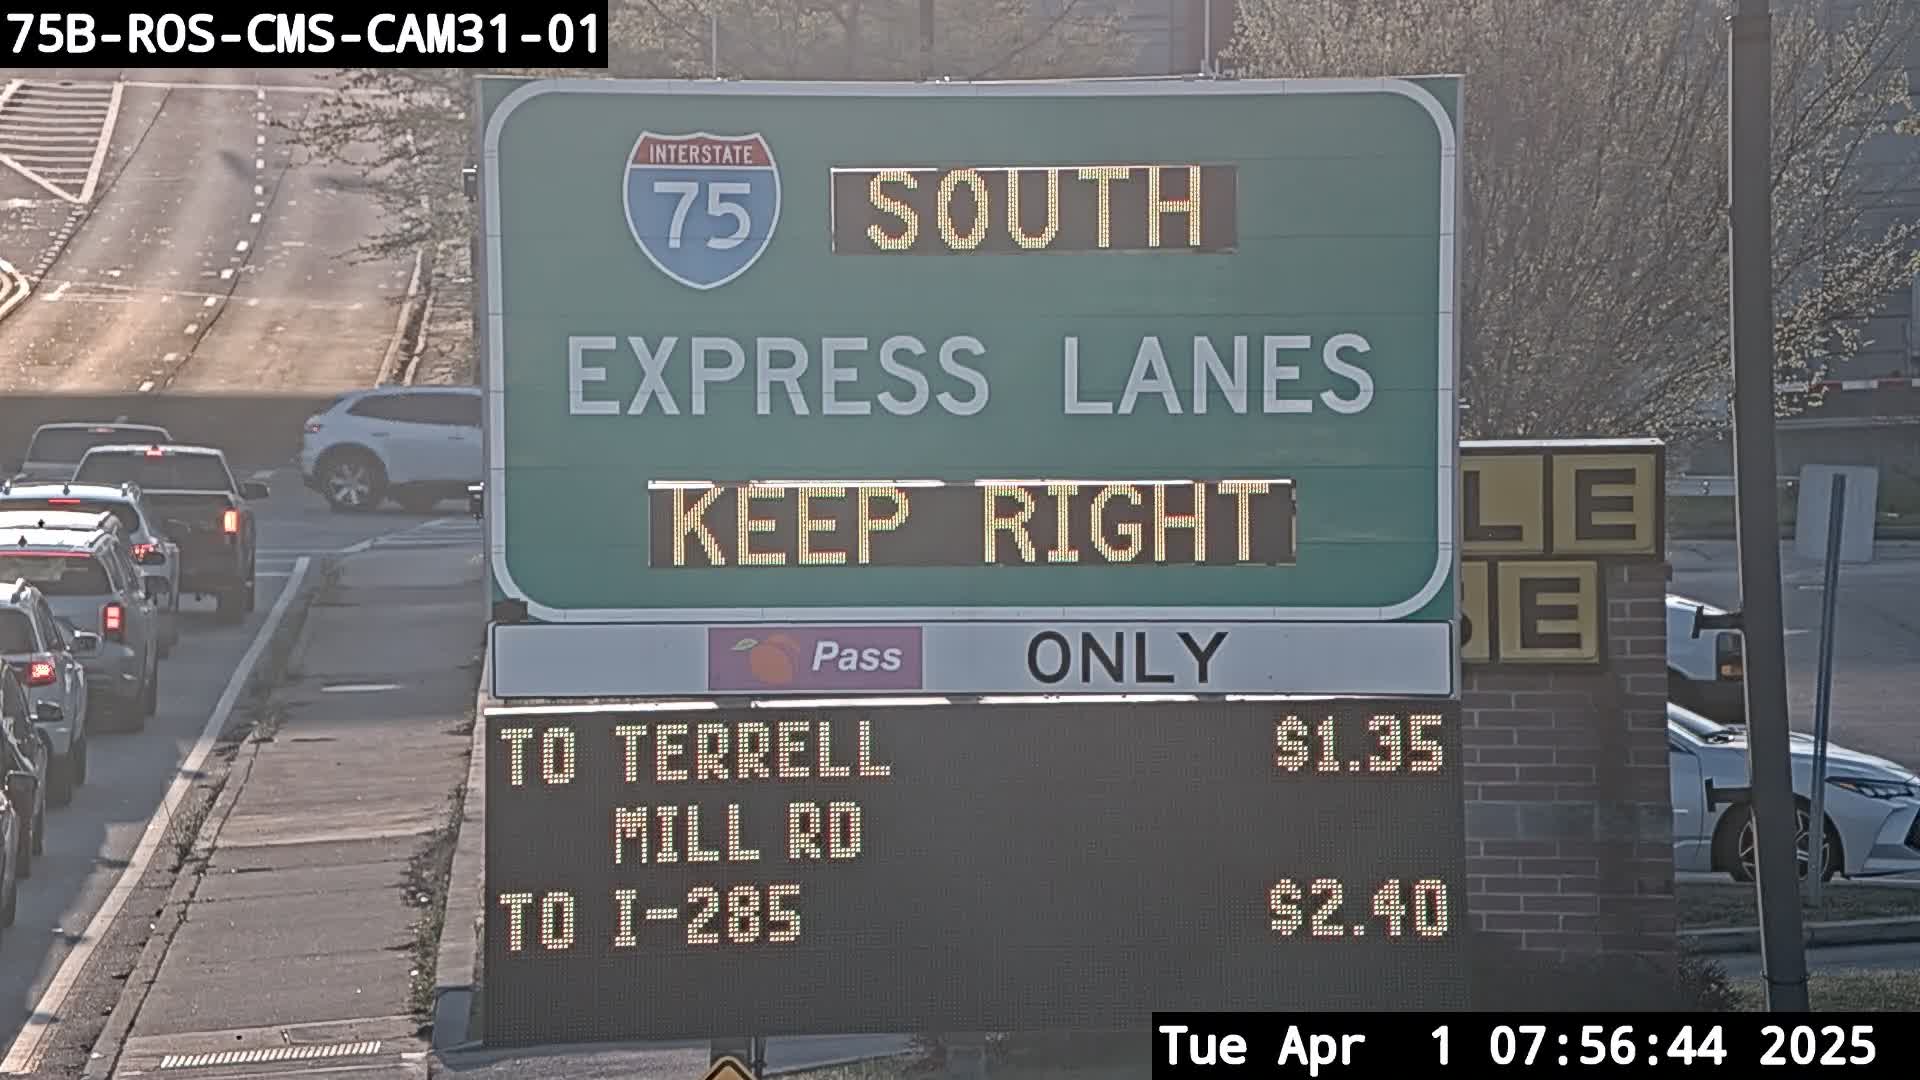 75B-ROS-CMS-CAM31-01
INTERSTATE
75
SOUTH
EXPRESS LANES
KEEP RIGHT
Pass ONLY
TO TERRELL $1.35
MILL RD
TO I-285 $2.40
LE
E
Tue Apr 1 07:56:44 2025